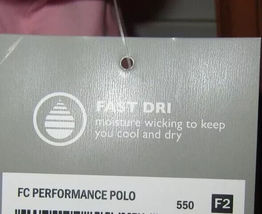 FAST DRI
moisture wicking to keep
you cool and dry
FC PERFORMANCE POLO
550 F2